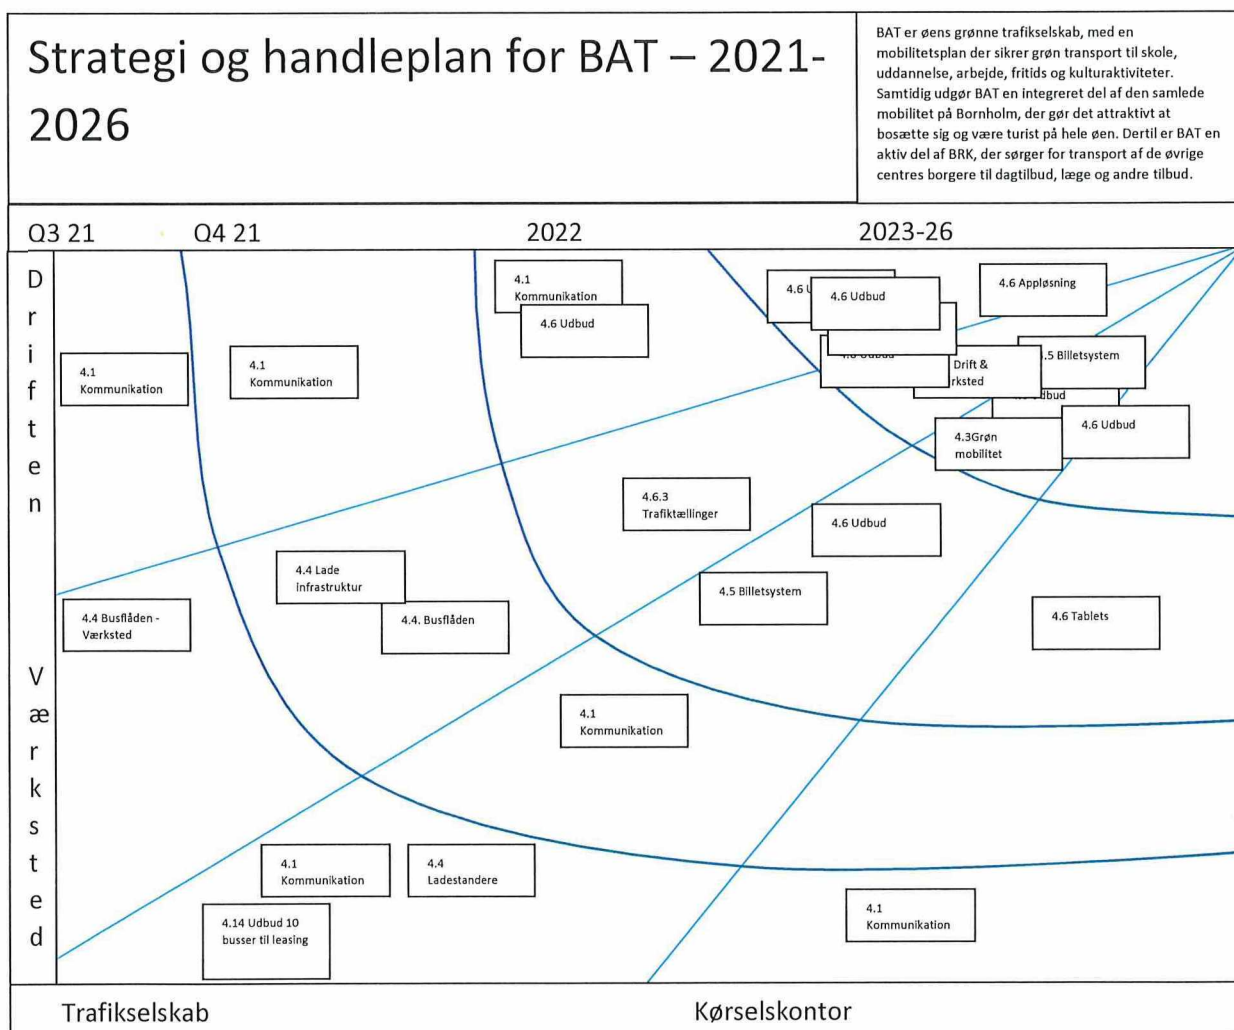 Strategi og handleplan for BAT – 2021-
2026
BAT er øens grønne trafikselskab, med en
mobilitetsplan der sikrer grøn transport til skole,
uddannelse, arbejde, fritids og kulturaktiviteter.
Samtidig udgør BAT en integreret del af den samlede
mobilitet på Bornholm, der gør det attraktivt at
bosætte sig og være turist på hele øen. Dertil er BAT en
aktiv del af BRK, der sørger for transport af de øvrige
centres borgere til dagtilbud, læge og andre tilbud.
Q3 21
Q4 21
2022
2023-26
Driften
Værksted
4.1
Kommunikation
4.1
Kommunikation
4.1
Kommunikation
4.6 Udbud
4.6
4.6 Udbud
4.6 Appløsning
Udbud
Drift &
.5 Billetsystem
4.3Grøn
mobilitet
4.6 Udbud
4.6.3
Trafiktællinger
4.6 Udbud
4.4 Lade
infrastruktur
4.4. Busflåden
4.4 Busflåden -
Værksted
4.5 Billetsystem
4.6 Tablets
4.1
Kommunikation
4.1
Kommunikation
4.4
Ladestandere
4.14 Udbud 10
busser til leasing
4.1
Kommunikation
Trafikselskab
Kørselskontor